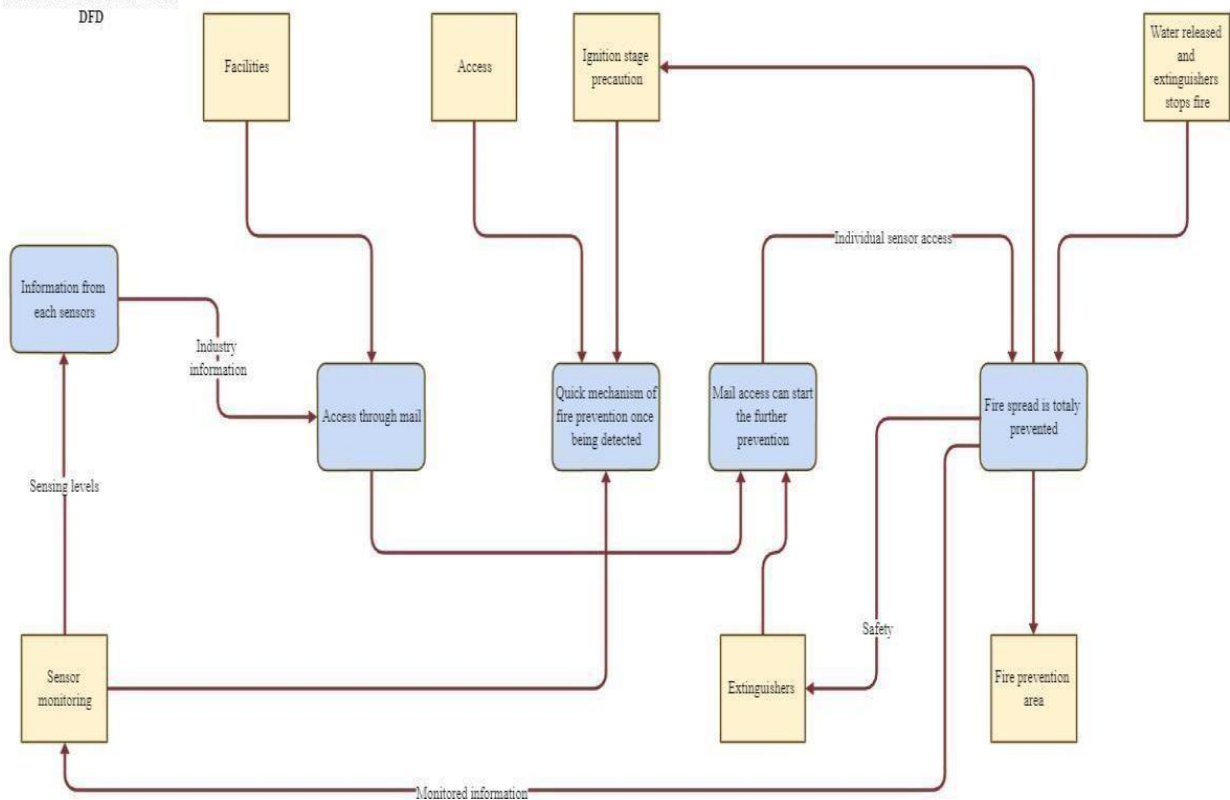 DFD
Facilities
Access
Ignition stage
precaution
Water released
and
extinguishers
stops fire
Individual sensor access
Information from
each sensors
Industry
information
Access through mail
Quick mechanism of
fire prevention once
being detected
Mail access can start
the further
prevention
Fire spread is totaly
prevented
Sensing levels
Safety
Sensor
monitoring
Extinguishers
Fire prevention
area
Monitored information